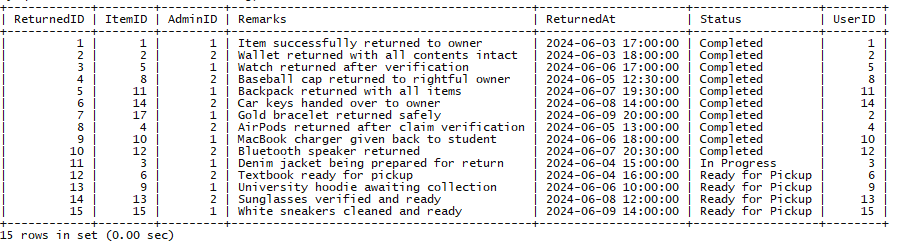 | ReturnedID | ItemID | AdminID | Remarks | ReturnedAt | Status | UserID |
| 1 | 1 | 1 | Item successfully returned to owner | 2024-06-03 17:00:00 | Completed | 1 |
| 2 | 2 | 2 | Wallet returned with all contents intact | 2024-06-03 18:00:00 | Completed | 2 |
| 3 | 5 | 1 | Watch returned after verification | 2024-06-06 17:00:00 | Completed | 5 |
| 4 | 8 | 2 | Baseball cap returned to rightful owner | 2024-06-05 12:30:00 | Completed | 8 |
| 5 | 11 | 1 | Backpack returned with all items | 2024-06-07 19:30:00 | Completed | 11 |
| 6 | 14 | 2 | Car keys handed over to owner | 2024-06-08 14:00:00 | Completed | 14 |
| 7 | 17 | 1 | Gold bracelet returned safely | 2024-06-09 20:00:00 | Completed | 2 |
| 8 | 4 | 2 | AirPods returned after claim verification | 2024-06-05 13:00:00 | Completed | 4 |
| 9 | 10 | 1 | MacBook charger given back to student | 2024-06-06 18:00:00 | Completed | 10 |
| 10 | 12 | 2 | Bluetooth speaker returned | 2024-06-07 20:30:00 | Completed | 12 |
| 11 | 3 | 1 | Denim jacket being prepared for return | 2024-06-04 15:00:00 | In Progress | 3 |
| 12 | 6 | 2 | Textbook ready for pickup | 2024-06-04 16:00:00 | Ready for Pickup | 6 |
| 13 | 9 | 1 | University hoodie awaiting collection | 2024-06-06 10:00:00 | Ready for Pickup | 9 |
| 14 | 13 | 2 | Sunglasses verified and ready | 2024-06-08 12:00:00 | Ready for Pickup | 13 |
| 15 | 15 | 1 | White sneakers cleaned and ready | 2024-06-09 14:00:00 | Ready for Pickup | 15 |
15 rows in set (0.00 sec)